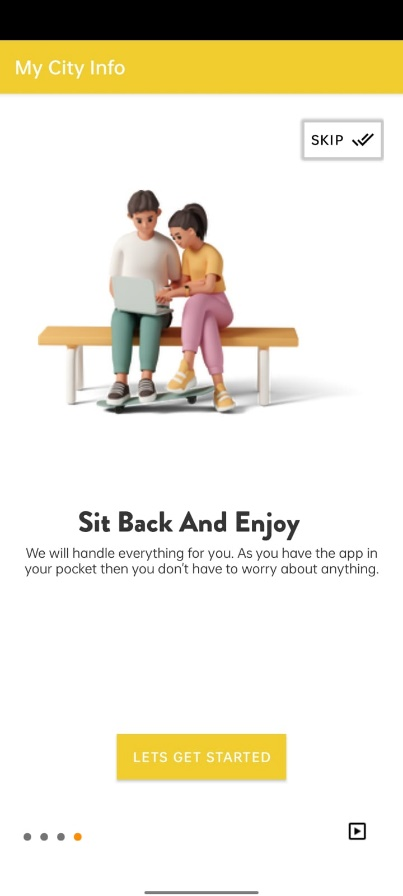 My City Info
SKIP
Sit Back And Enjoy
We will handle everything for you. As you have the app in
your pocket then you don't have to worry about anything.
LETS GET STARTED